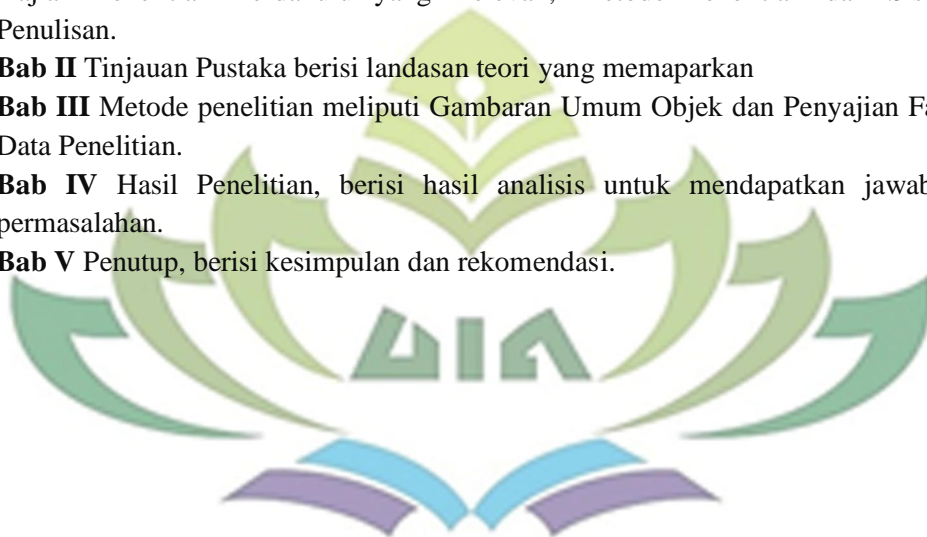 Penulisan.
Bab II Tinjauan Pustaka berisi landasan teori yang memaparkan
Bab III Metode penelitian meliputi Gambaran Umum Objek dan Penyajian Fa
Data Penelitian.
Bab IV Hasil Penelitian, berisi hasil analisis untuk mendapatkan jawab
permasalahan.
Bab V Penutup, berisi kesimpulan dan rekomendasi.
UIN